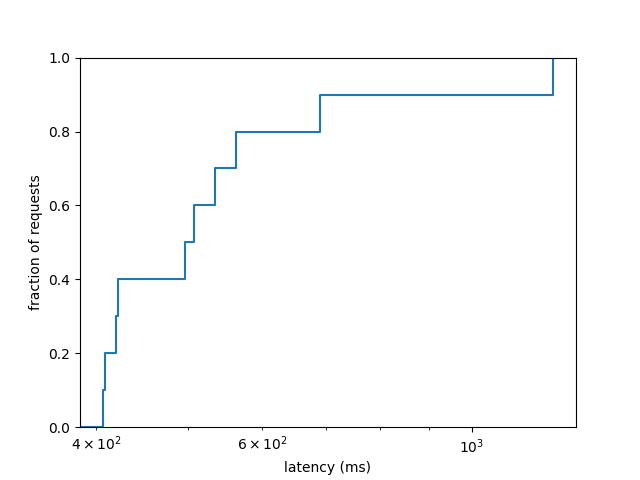 1.0
0.8
0.6
0.4
0.2
0.0
fraction of requests
4 × 10²
6 × 10²
10³
latency (ms)